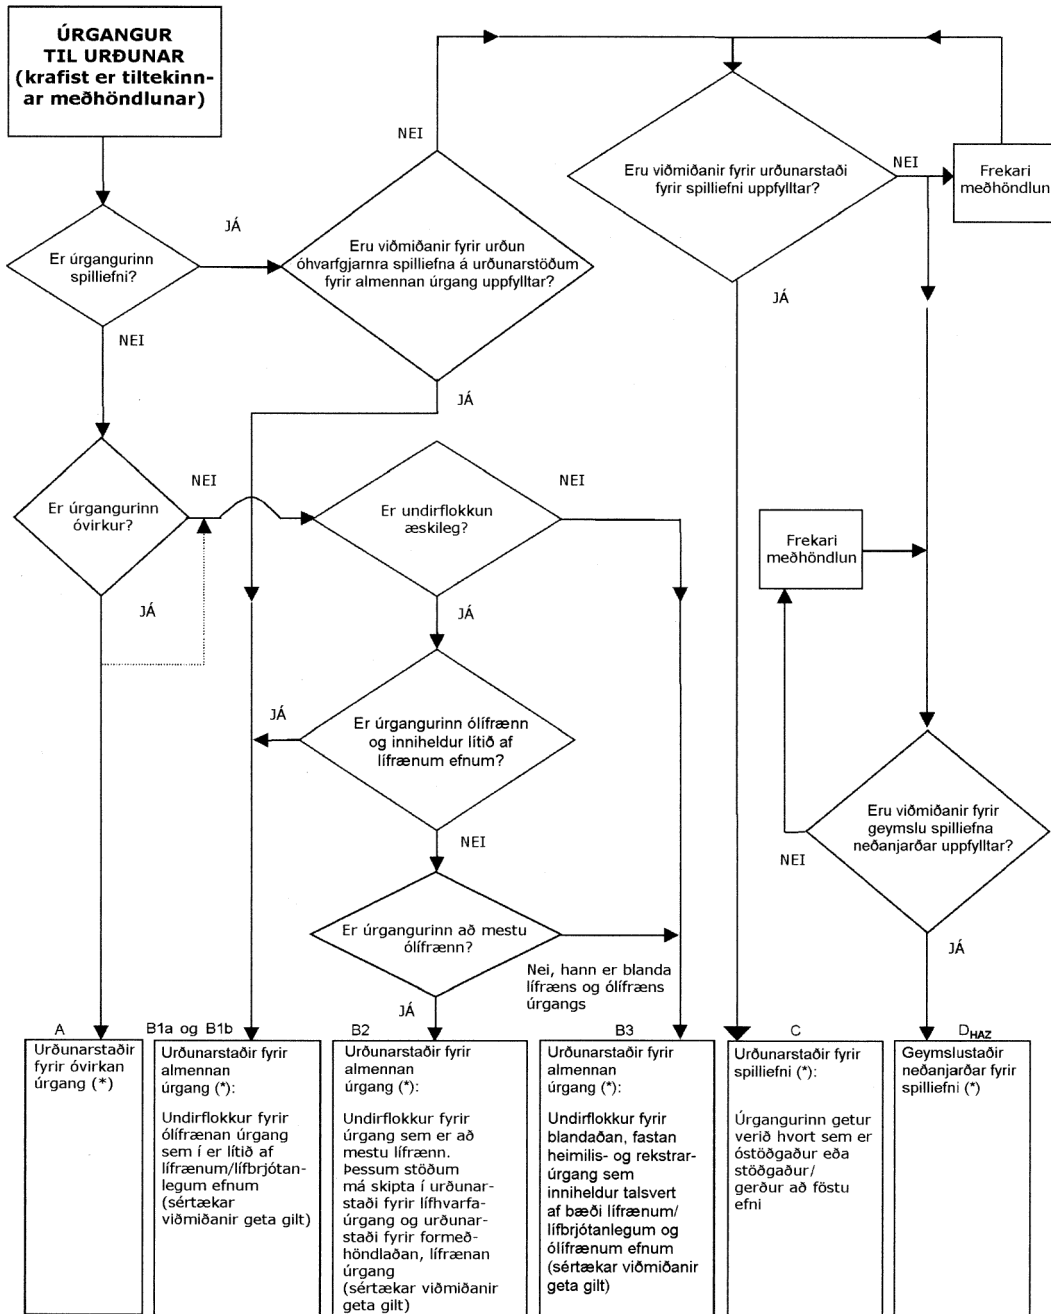 ÚRGANGUR
TIL URÐUNAR
(krafist er tiltekinn-
ar meðhöndlunar)
NEI
Eru viðmiðanir fyrir urðunarstaði
fyrir spilliefni uppfylltar?
NEI
Frekari
meðhöndlun
JÁ
Er úrgangurinn
spilliefni?
JÁ
Eru viðmiðanir fyrir urðun
óhvarfgjarnra spilliefna á urðunarstöðum
fyrir almennan úrgang uppfylltar?
NEI
JÁ
Er úrgangurinn
óvirkur?
NEI
JÁ
Er undirflokkun
æskileg?
NEI
JÁ
Frekari
meðhöndlun
JÁ
Er úrgangurinn ólífrænn
og inniheldur lítið af
lífrænum efnum?
NEI
Eru viðmiðanir fyrir
geymslu spilliefna
neðanjarðar uppfylltar?
NEI
JÁ
Er úrgangurinn að mestu
ólífrænn?
Nei, hann er blanda
lífræns og ólífræns
úrgangs
JÁ
A
Urðunarstaðir
fyrir óvirkan
úrgang (*)
B1a og B1b
Urðunarstaðir fyrir
almennan
úrgang (*):
Undirflokkur fyrir
ólífrænan úrgang
sem í er lítið af
lífrænum/lífbrjótan-
legum efnum
(sértækar
viðmiðanir geta gilt)
B2
Urðunarstaðir fyrir
almennan
úrgang (*):
Undirflokkur fyrir
úrgang sem er að
mestu lífrænn.
Þessum stöðum
má skipta í urðunar-
staði fyrir lífhvarfa-
úrgang og urðunar-
staði fyrir formeð-
höndlaðan, lífrænan
úrgang
(sértækar viðmiðanir
geta gilt)
B3
Urðunarstaðir fyrir
almennan
úrgang (*):
Undirflokkur fyrir
blandaðan, fastan
heimilis- og rekstrar-
úrgang sem
inniheldur talsvert
af bæði lífrænum/
lífbrjótanlegum og
ólífrænum efnum
(sértækar viðmiðanir
geta gilt)
C
Urðunarstaðir fyrir
spilliefni (*):
Úrgangurinn getur
verið hvort sem er
óstöðgaður eða
stöðgaður/
gerður að föstu
efni
DHAZ
Geymslustaðir
neðanjarðar fyrir
spilliefni (*)